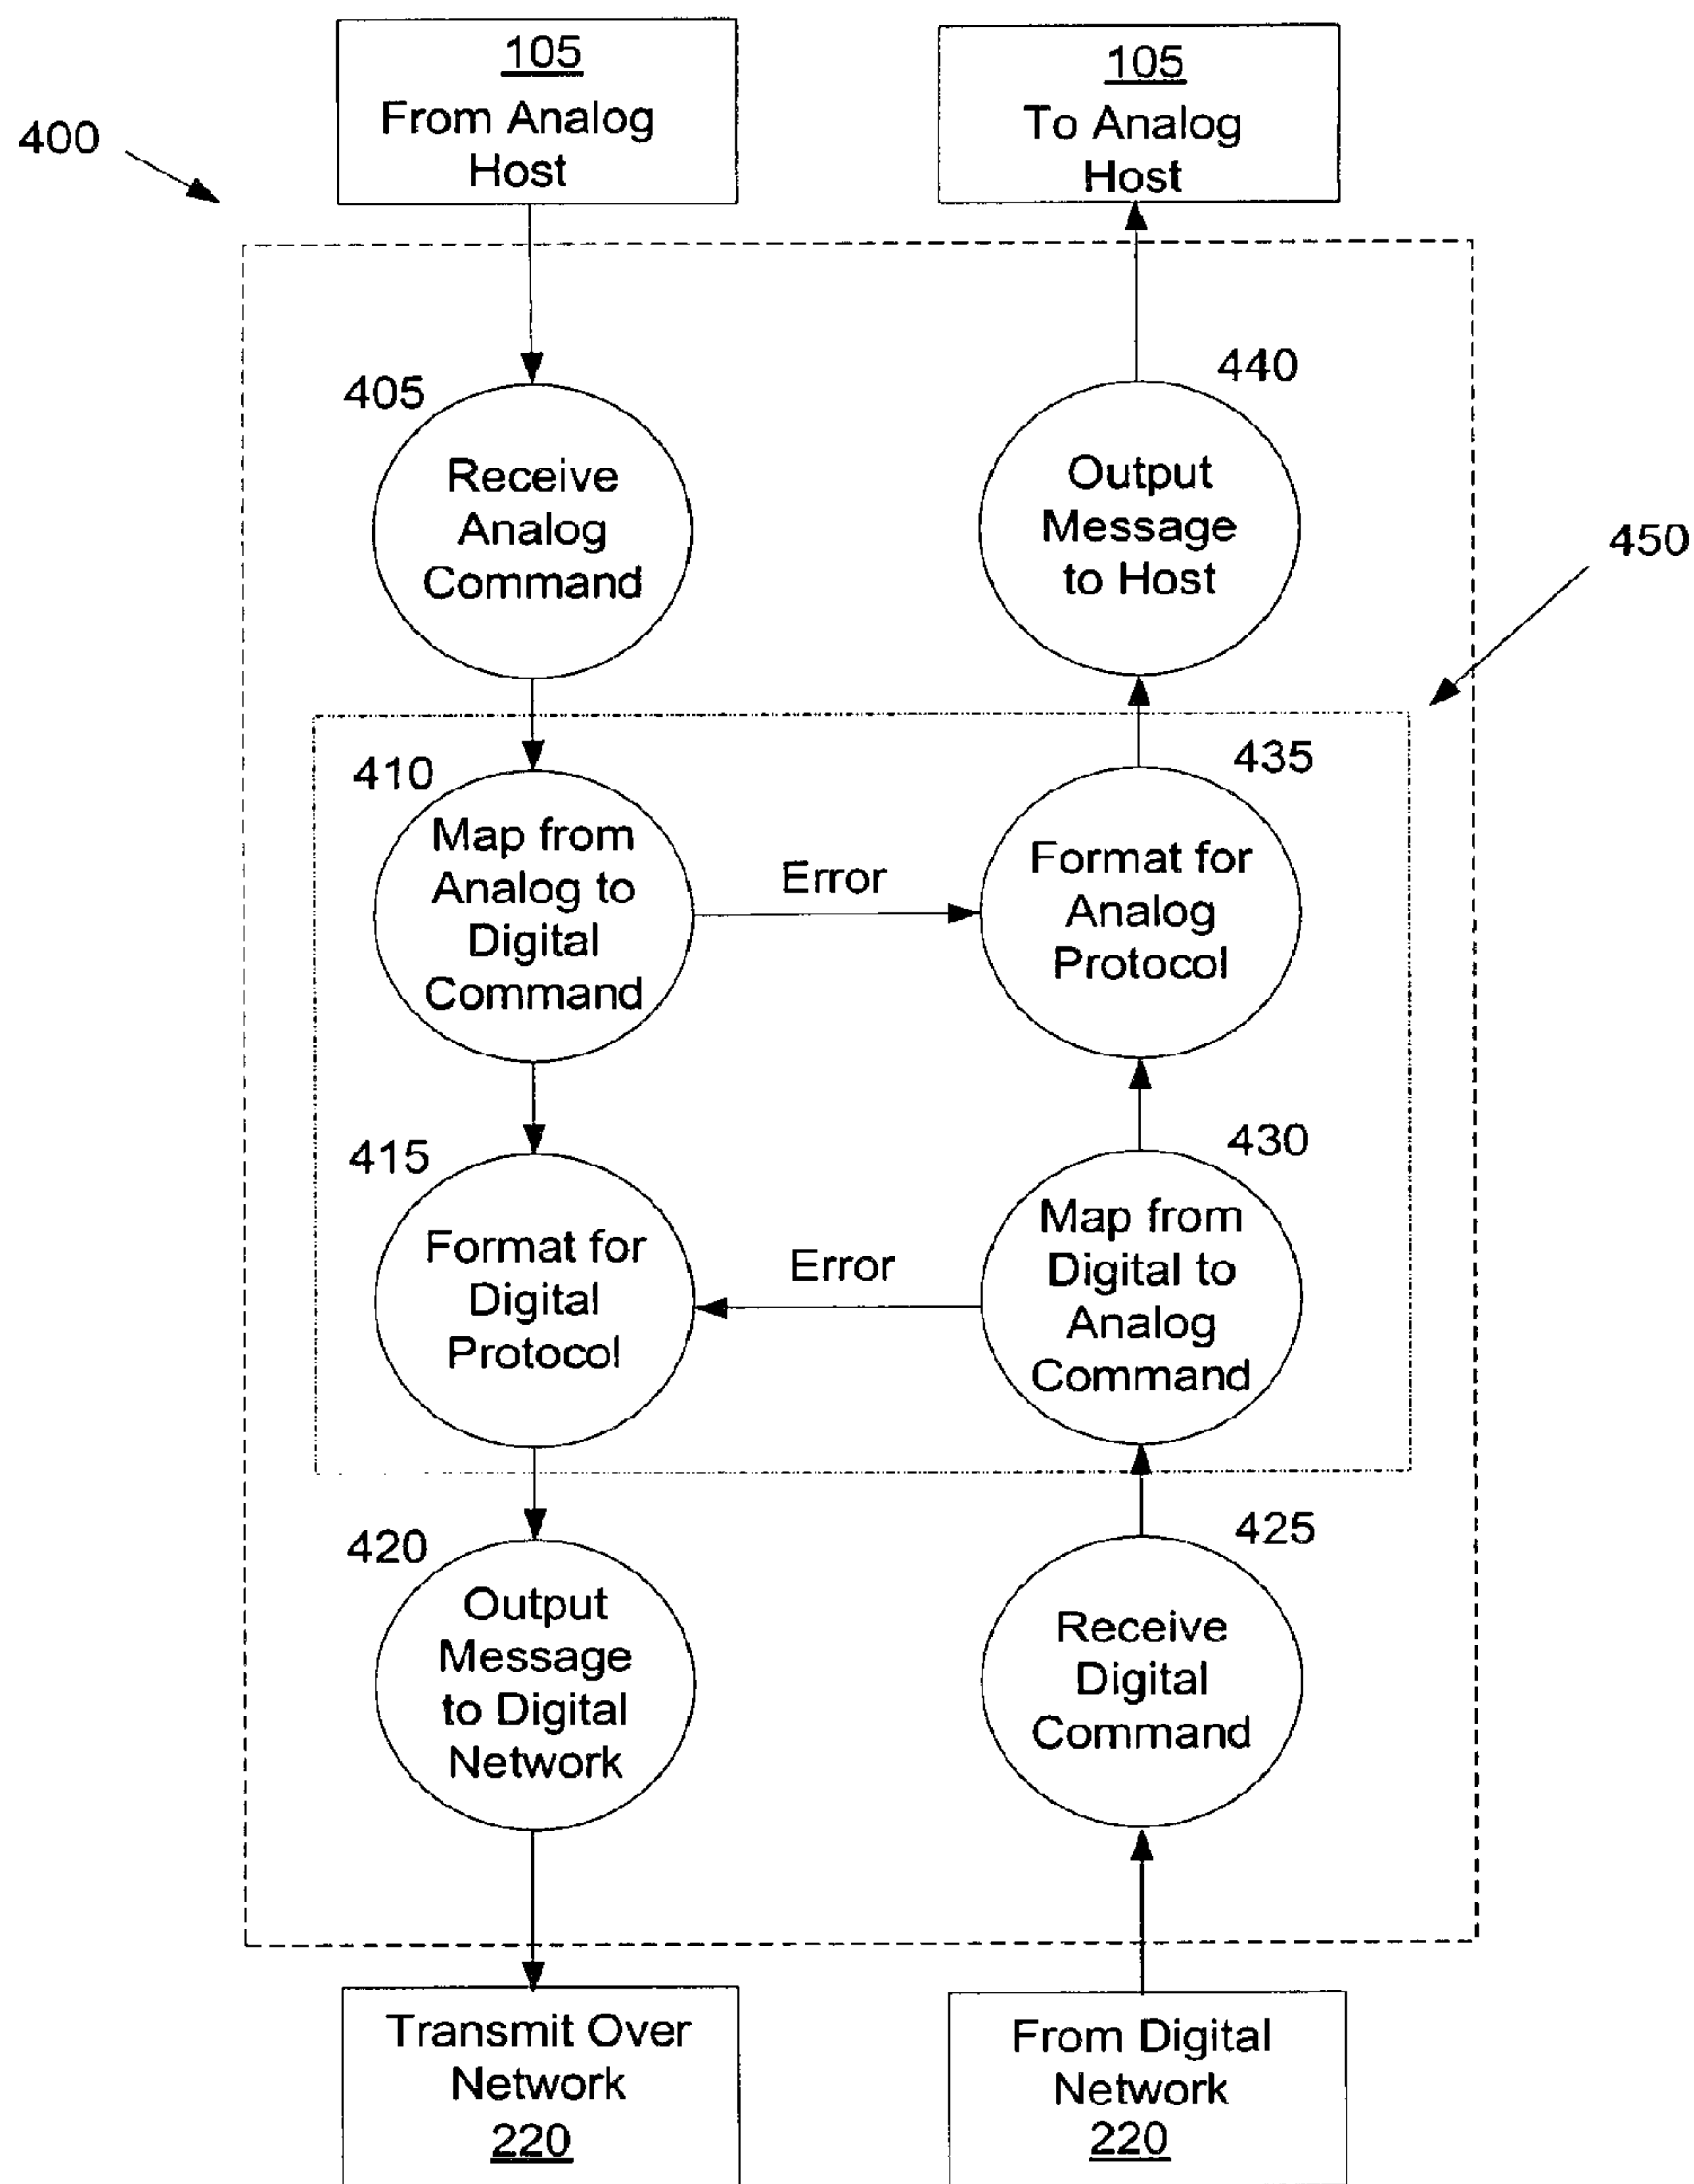 105
From Analog
Host
105
To Analog
Host
400
405
Receive
Analog
Command
440
Output
Message
to Host
450
410
Map from
Analog to
Digital
Command
Error
435
Format for
Analog
Protocol
415
Format for
Digital
Protocol
Error
430
Map from
Digital to
Analog
Command
420
Output
Message
to Digital
Network
425
Receive
Digital
Command
Transmit Over
Network
220
From Digital
Network
220